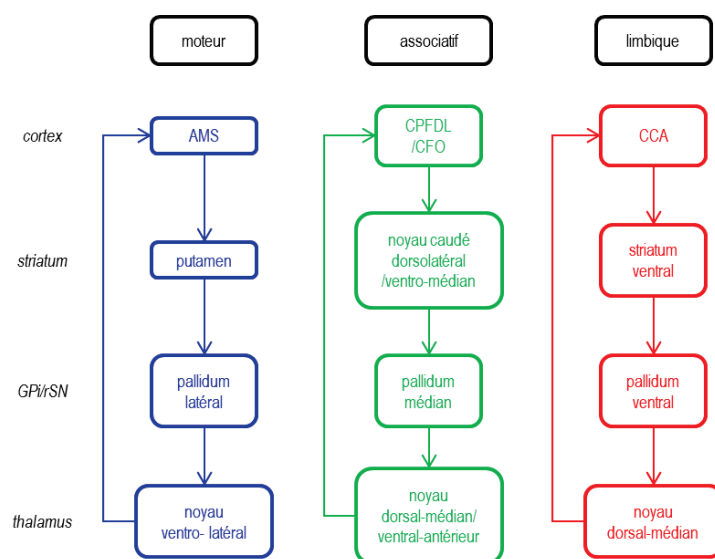 moteur
associatif
limbique
cortex
AMS
CPFDL
/CFO
CCA
striatum
putamen
noyau caudé
dorsolatéral
/ventro-médian
striatum
ventral
GPi/rSN
pallidum
latéral
pallidum
médian
pallidum
ventral
thalamus
noyau
ventro- latéral
noyau
dorsal-médian/
ventral-antérieur
noyau
dorsal-médian